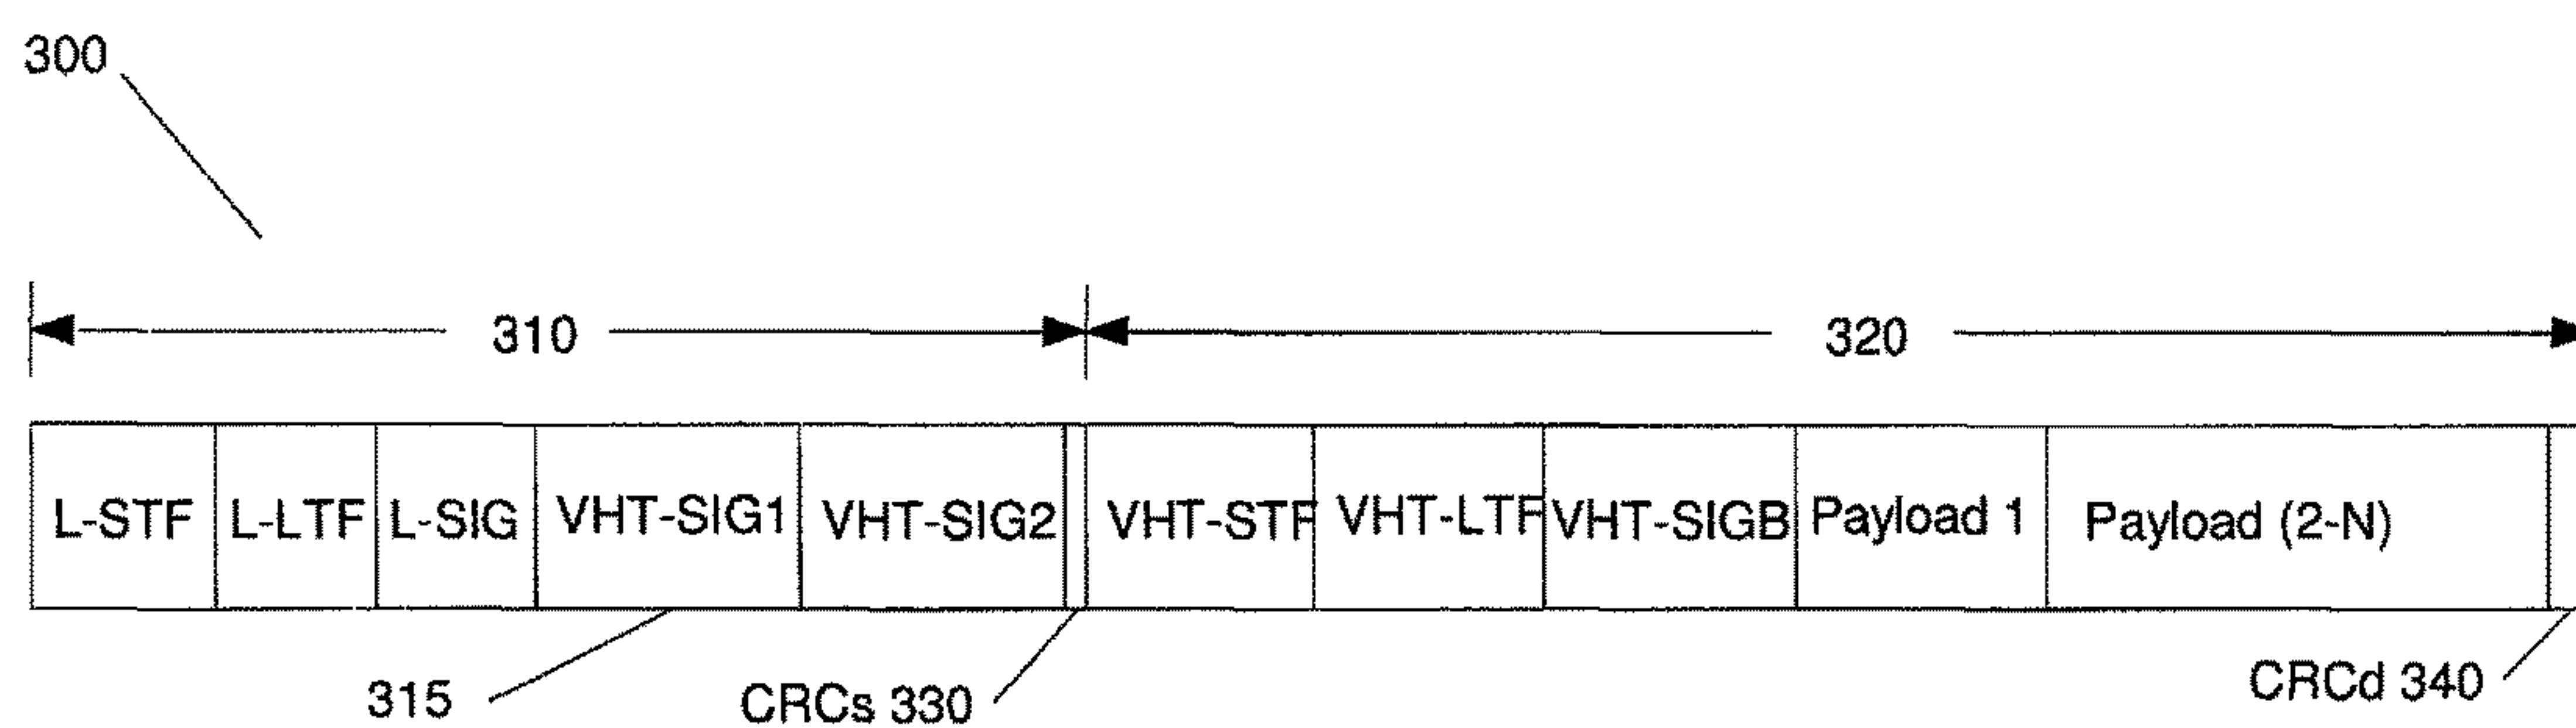 300
310 320
L-STF L-LTF L-SIG VHT-SIG1 VHT-SIG2 VHT-STF VHT-LTF VHT-SIGB Payload 1 Payload (2-N)
315 CRCs 330 CRCd 340